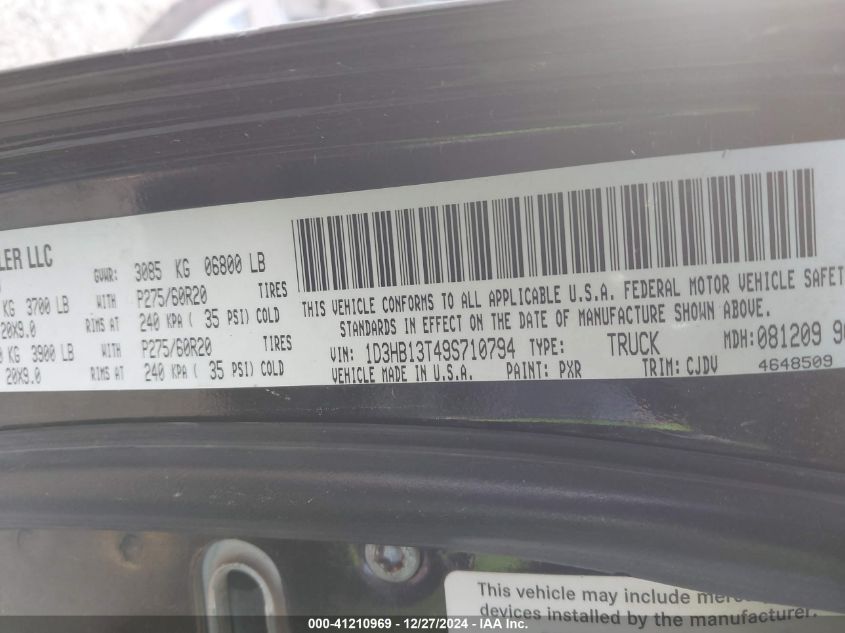 LER LLC
GVWR: 3085 KG 06800 LB
KG 3700 LB WITH P275/60R20 TIRES
20X9.0 RIMS AT 240 KPA ( 35 PSI) COLD
KG 3900 LB WITH P275/60R20 TIRES
20X9.0 RIMS AT 240 KPA ( 35 PSI) COLD
THIS VEHICLE CONFORMS TO ALL APPLICABLE U.S.A. FEDERAL MOTOR VEHICLE SAFET
STANDARDS IN EFFECT ON THE DATE OF MANUFACTURE SHOWN ABOVE.
VIN: 1D3HB13T49S710794 TYPE: TRUCK MDH:081209 90
VEHICLE MADE IN U.S.A. PAINT: PXR TRIM: CJDV 4648509
This vehicle may include mer
devices installed by the manufacturer.
000-41210969 — 12/27/2024 — IAA Inc.